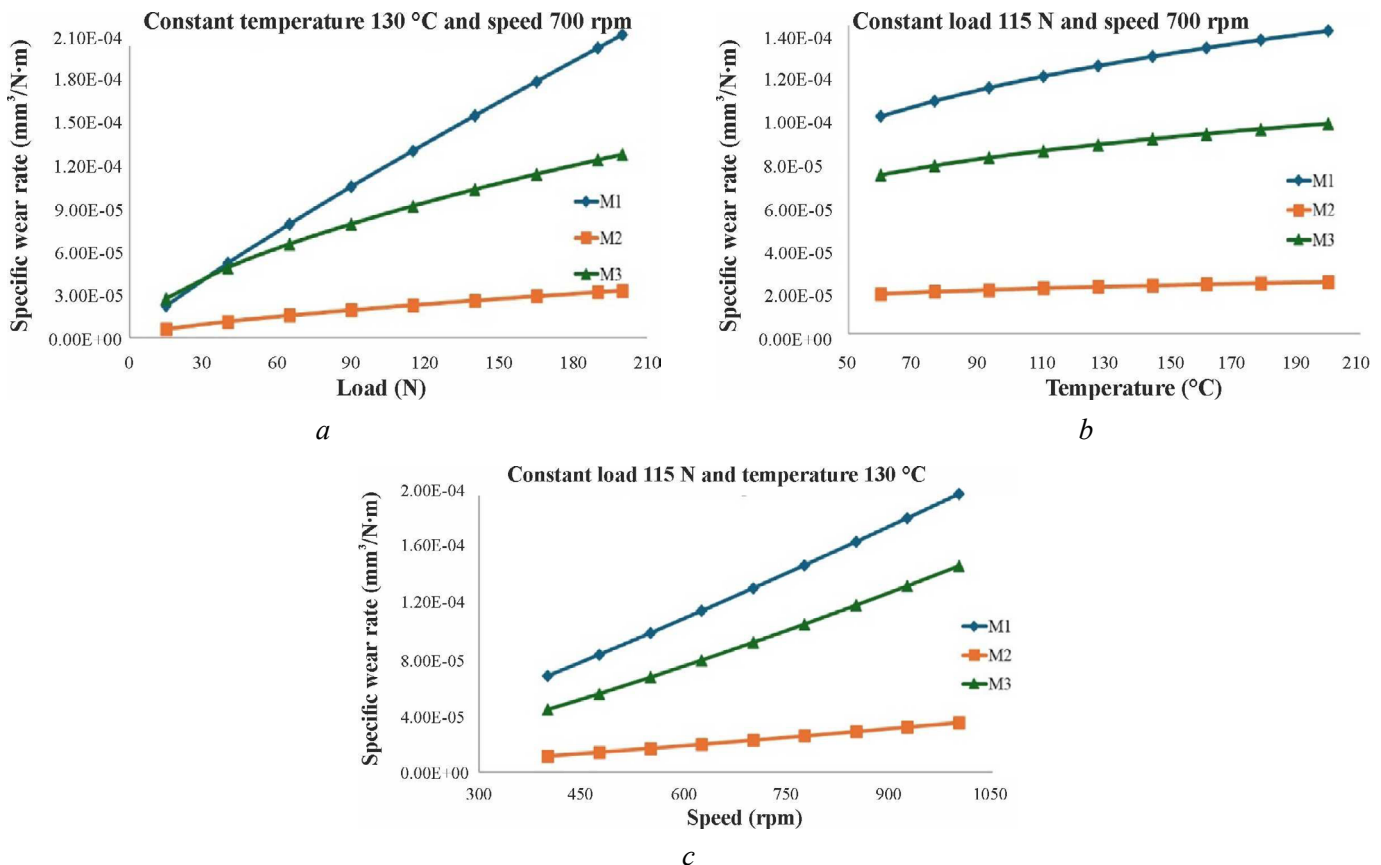 Constant temperature 130 °C and speed 700 rpm
Specific wear rate (mm³/N·m)
2.10E-04
1.80E-04
1.50E-04
1.20E-04
9.00E-05
6.00E-05
3.00E-05
0.00E+00
M1
M2
M3
0 30 60 90 120 150 180 210
Load (N)
a
Constant load 115 N and speed 700 rpm
Specific wear rate (mm³/N·m)
1.40E-04
1.20E-04
1.00E-04
8.0E-05
6.00E-05
4.00E-05
2.00E-05
0.00E+00
M1
M2
M3
50 70 90 110 130 150 170 190 210
Temperature (°C)
b
Constant load 115 N and temperature 130 °C
Specific wear rate (mm³/N·m)
2.00E-04
1.60E-04
1.20E-04
8.00E-05
4.00E-05
0.00E+00
M1
M2
M3
300 450 600 750 900 1050
Speed (rpm)
c